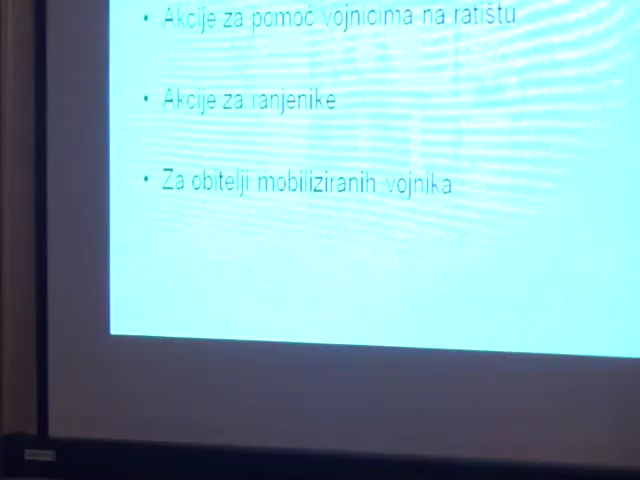 • Akcije za pomoć vojnicima na ratištu
• Akcije za ranjenike
• Za obitelji mobiliziranih vojnika